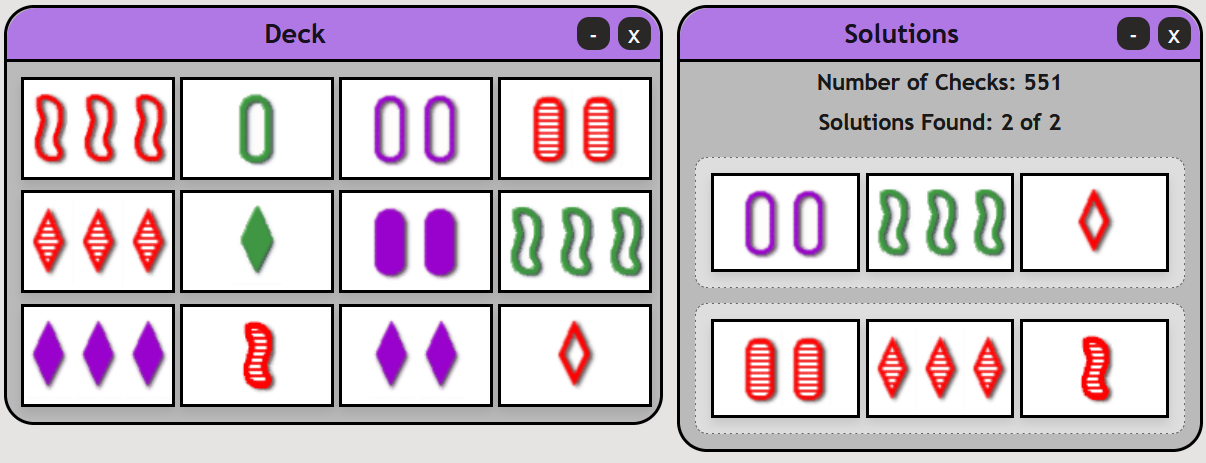 Deck
- x
Solutions
- x
Number of Checks: 551
Solutions Found: 2 of 2